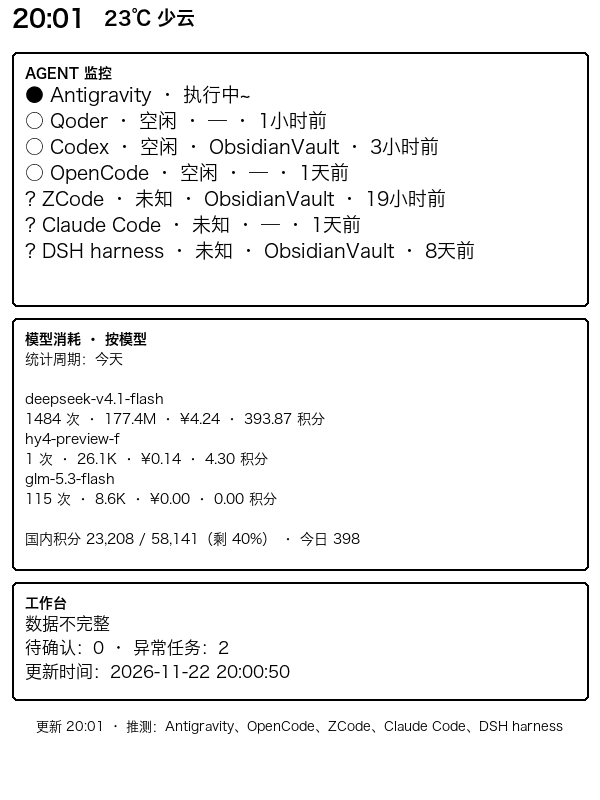 20:01 23℃ 少云
AGENT 监控
● Antigravity · 执行中~
○ Qoder · 空闲 · — · 1小时前
○ Codex · 空闲 · ObsidianVault · 3小时前
○ OpenCode · 空闲 · — · 1天前
? ZCode · 未知 · ObsidianVault · 19小时前
? Claude Code · 未知 · — · 1天前
? DSH harness · 未知 · ObsidianVault · 8天前
模型消耗 · 按模型
统计周期：今天
deepseek-v4.1-flash
1484 次 · 177.4M · ¥4.24 · 393.87 积分
hy4-preview-f
1 次 · 26.1K · ¥0.14 · 4.30 积分
glm-5.3-flash
115 次 · 8.6K · ¥0.00 · 0.00 积分
国内积分 23,208 / 58,141（剩 40%） · 今日 398
工作台
数据不完整
待确认：0 · 异常任务：2
更新时间：2026-11-22 20:00:50
更新 20:01 · 推测：Antigravity、OpenCode、ZCode、Claude Code、DSH harness